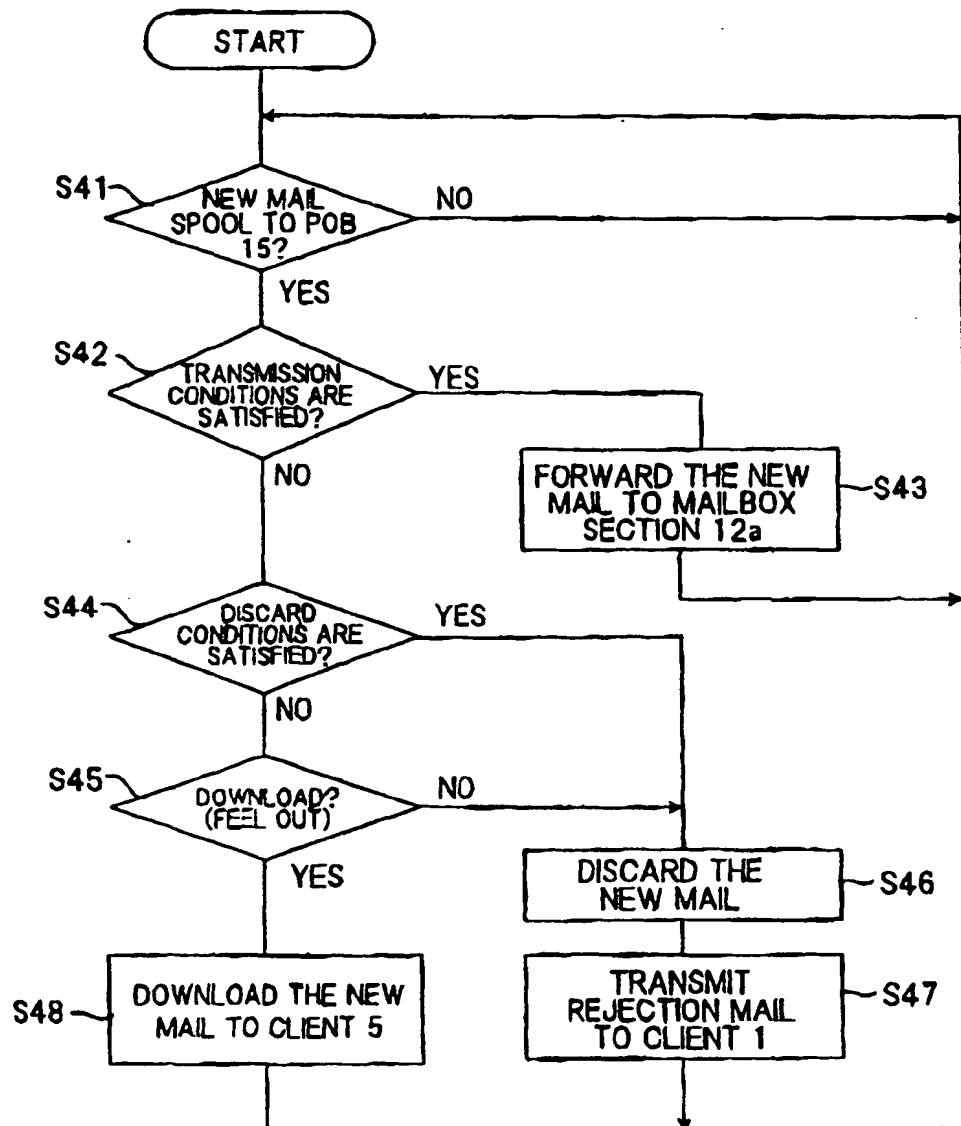 START
S41
NEW MAIL
SPOOL TO POB
15?
NO
YES
S42
TRANSMISSION
CONDITIONS ARE
SATISFIED?
YES
NO
FORWARD THE NEW
MAIL TO MAILBOX
SECTION 12a
S43
S44
DISCARD
CONDITIONS ARE
SATISFIED?
YES
NO
S45
DOWNLOAD?
(FEEL OUT)
NO
YES
DISCARD THE
NEW MAIL
S46
S48
DOWNLOAD THE NEW
MAIL TO CLIENT 5
TRANSMIT
REJECTION MAIL
TO CLIENT 1
S47